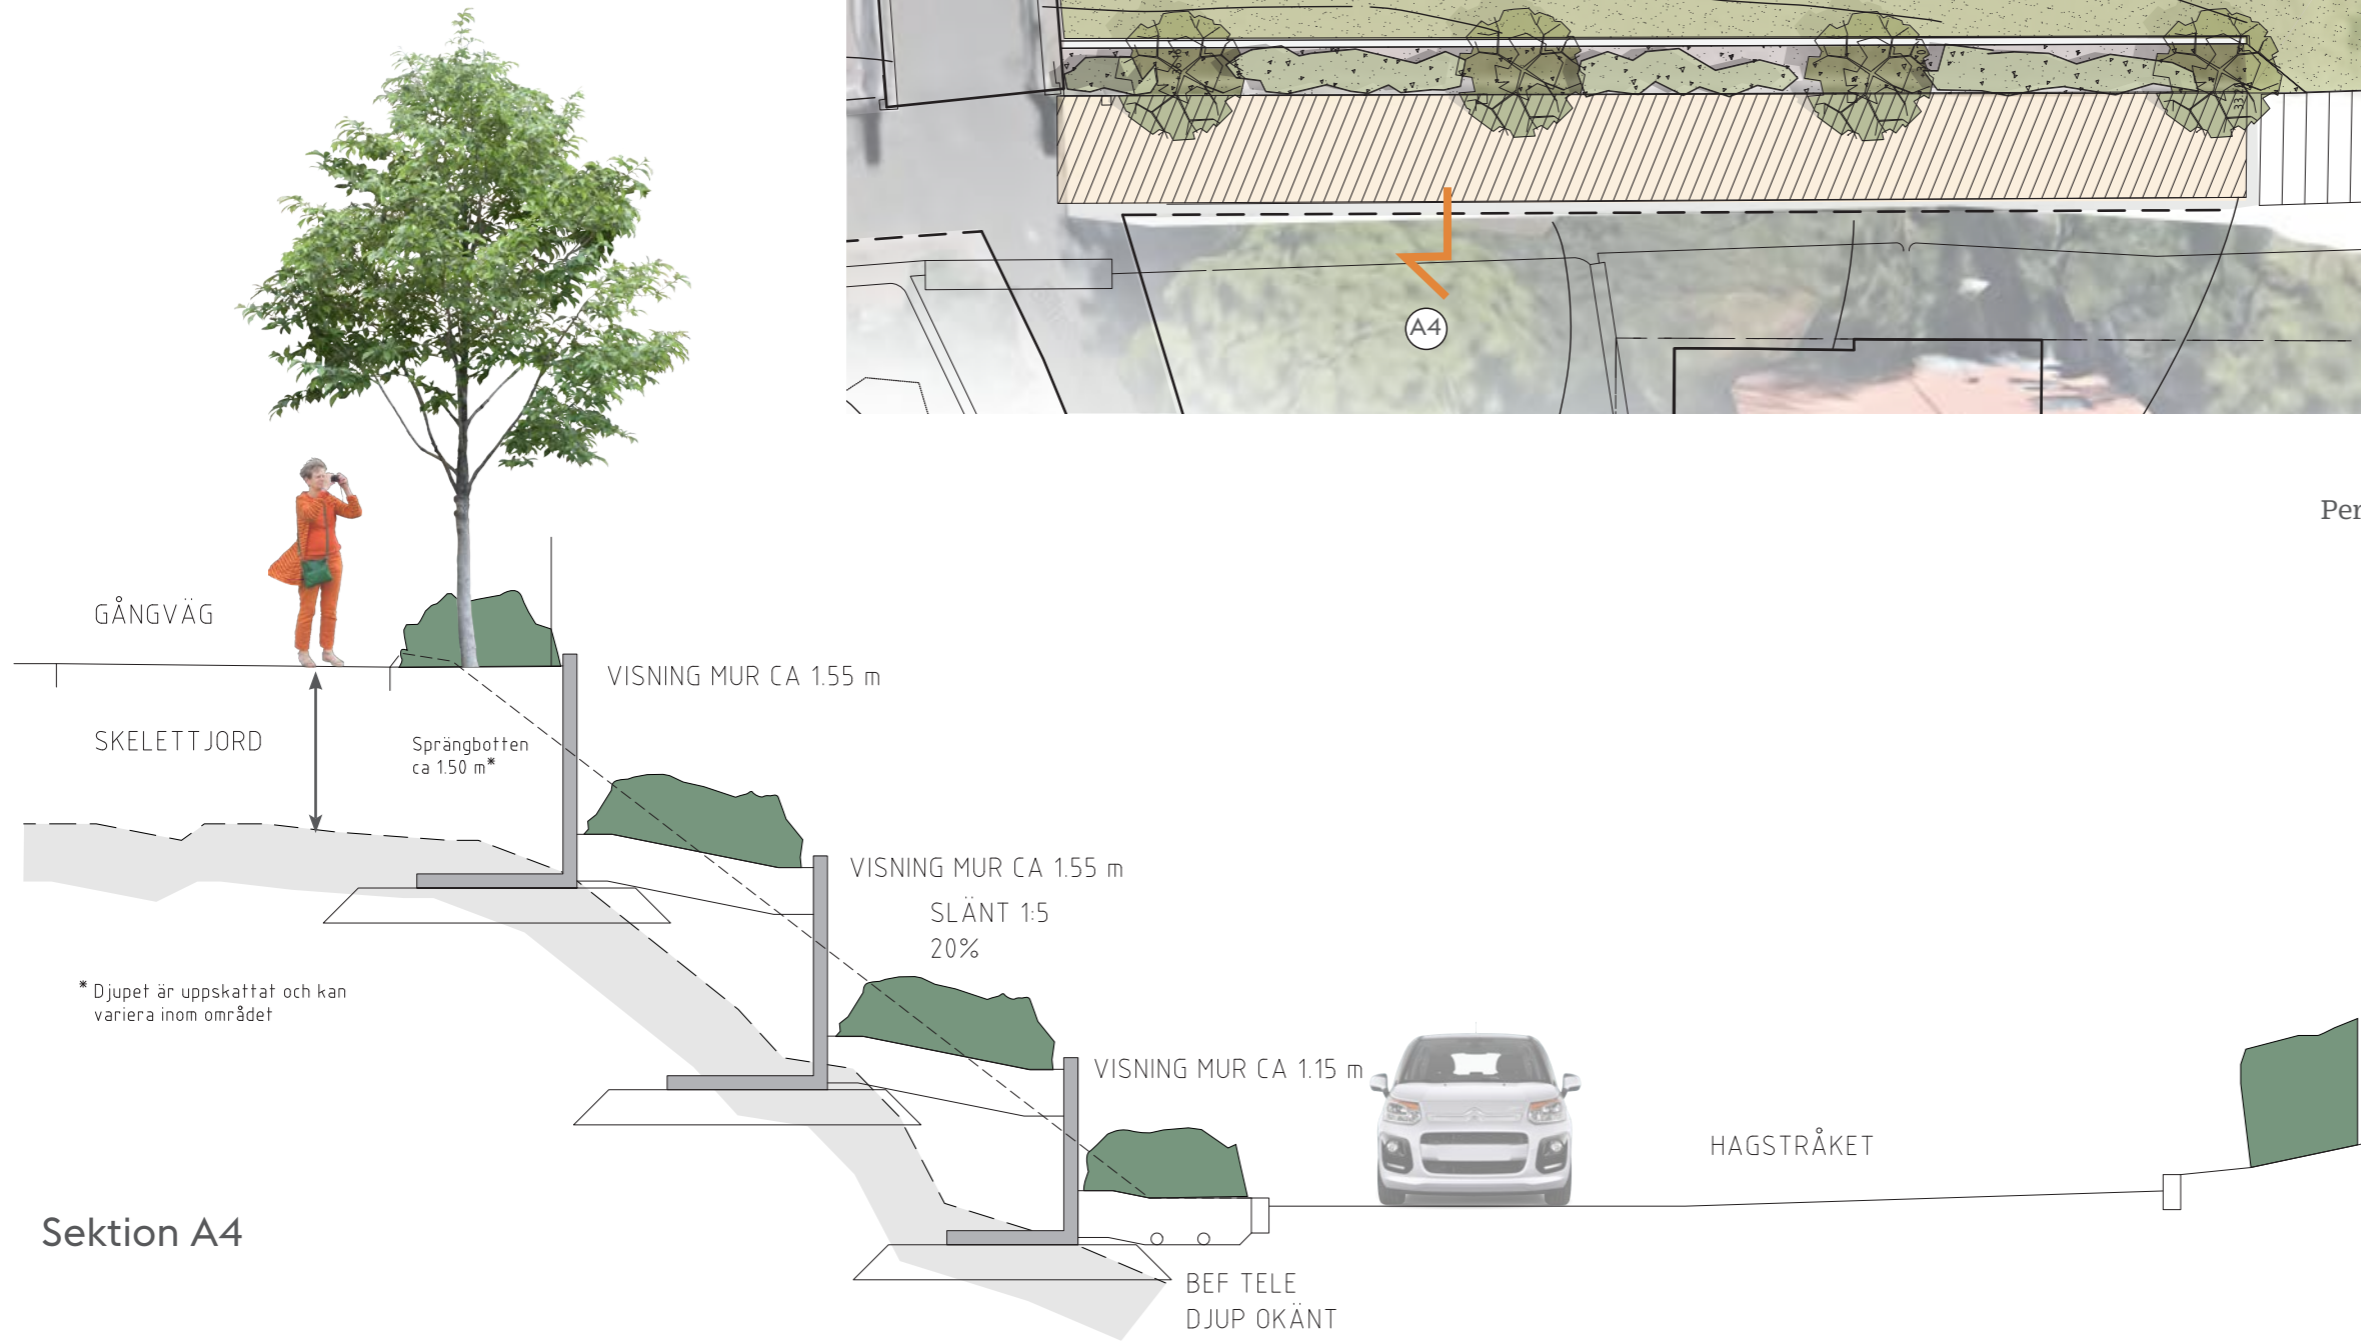 A4
Per
GÅNGVÄG
VISNING MUR CA 1.55 m
SKELETTJORD
Sprängbotten
ca 1.50 m*
VISNING MUR CA 1.55 m
SLÄNT 1:5
20%
* Djupet är uppskattat och kan
variera inom området
VISNING MUR CA 1.15 m
HAGSTRÅKET
Sektion A4
BEF TELE
DJUP OKÄNT